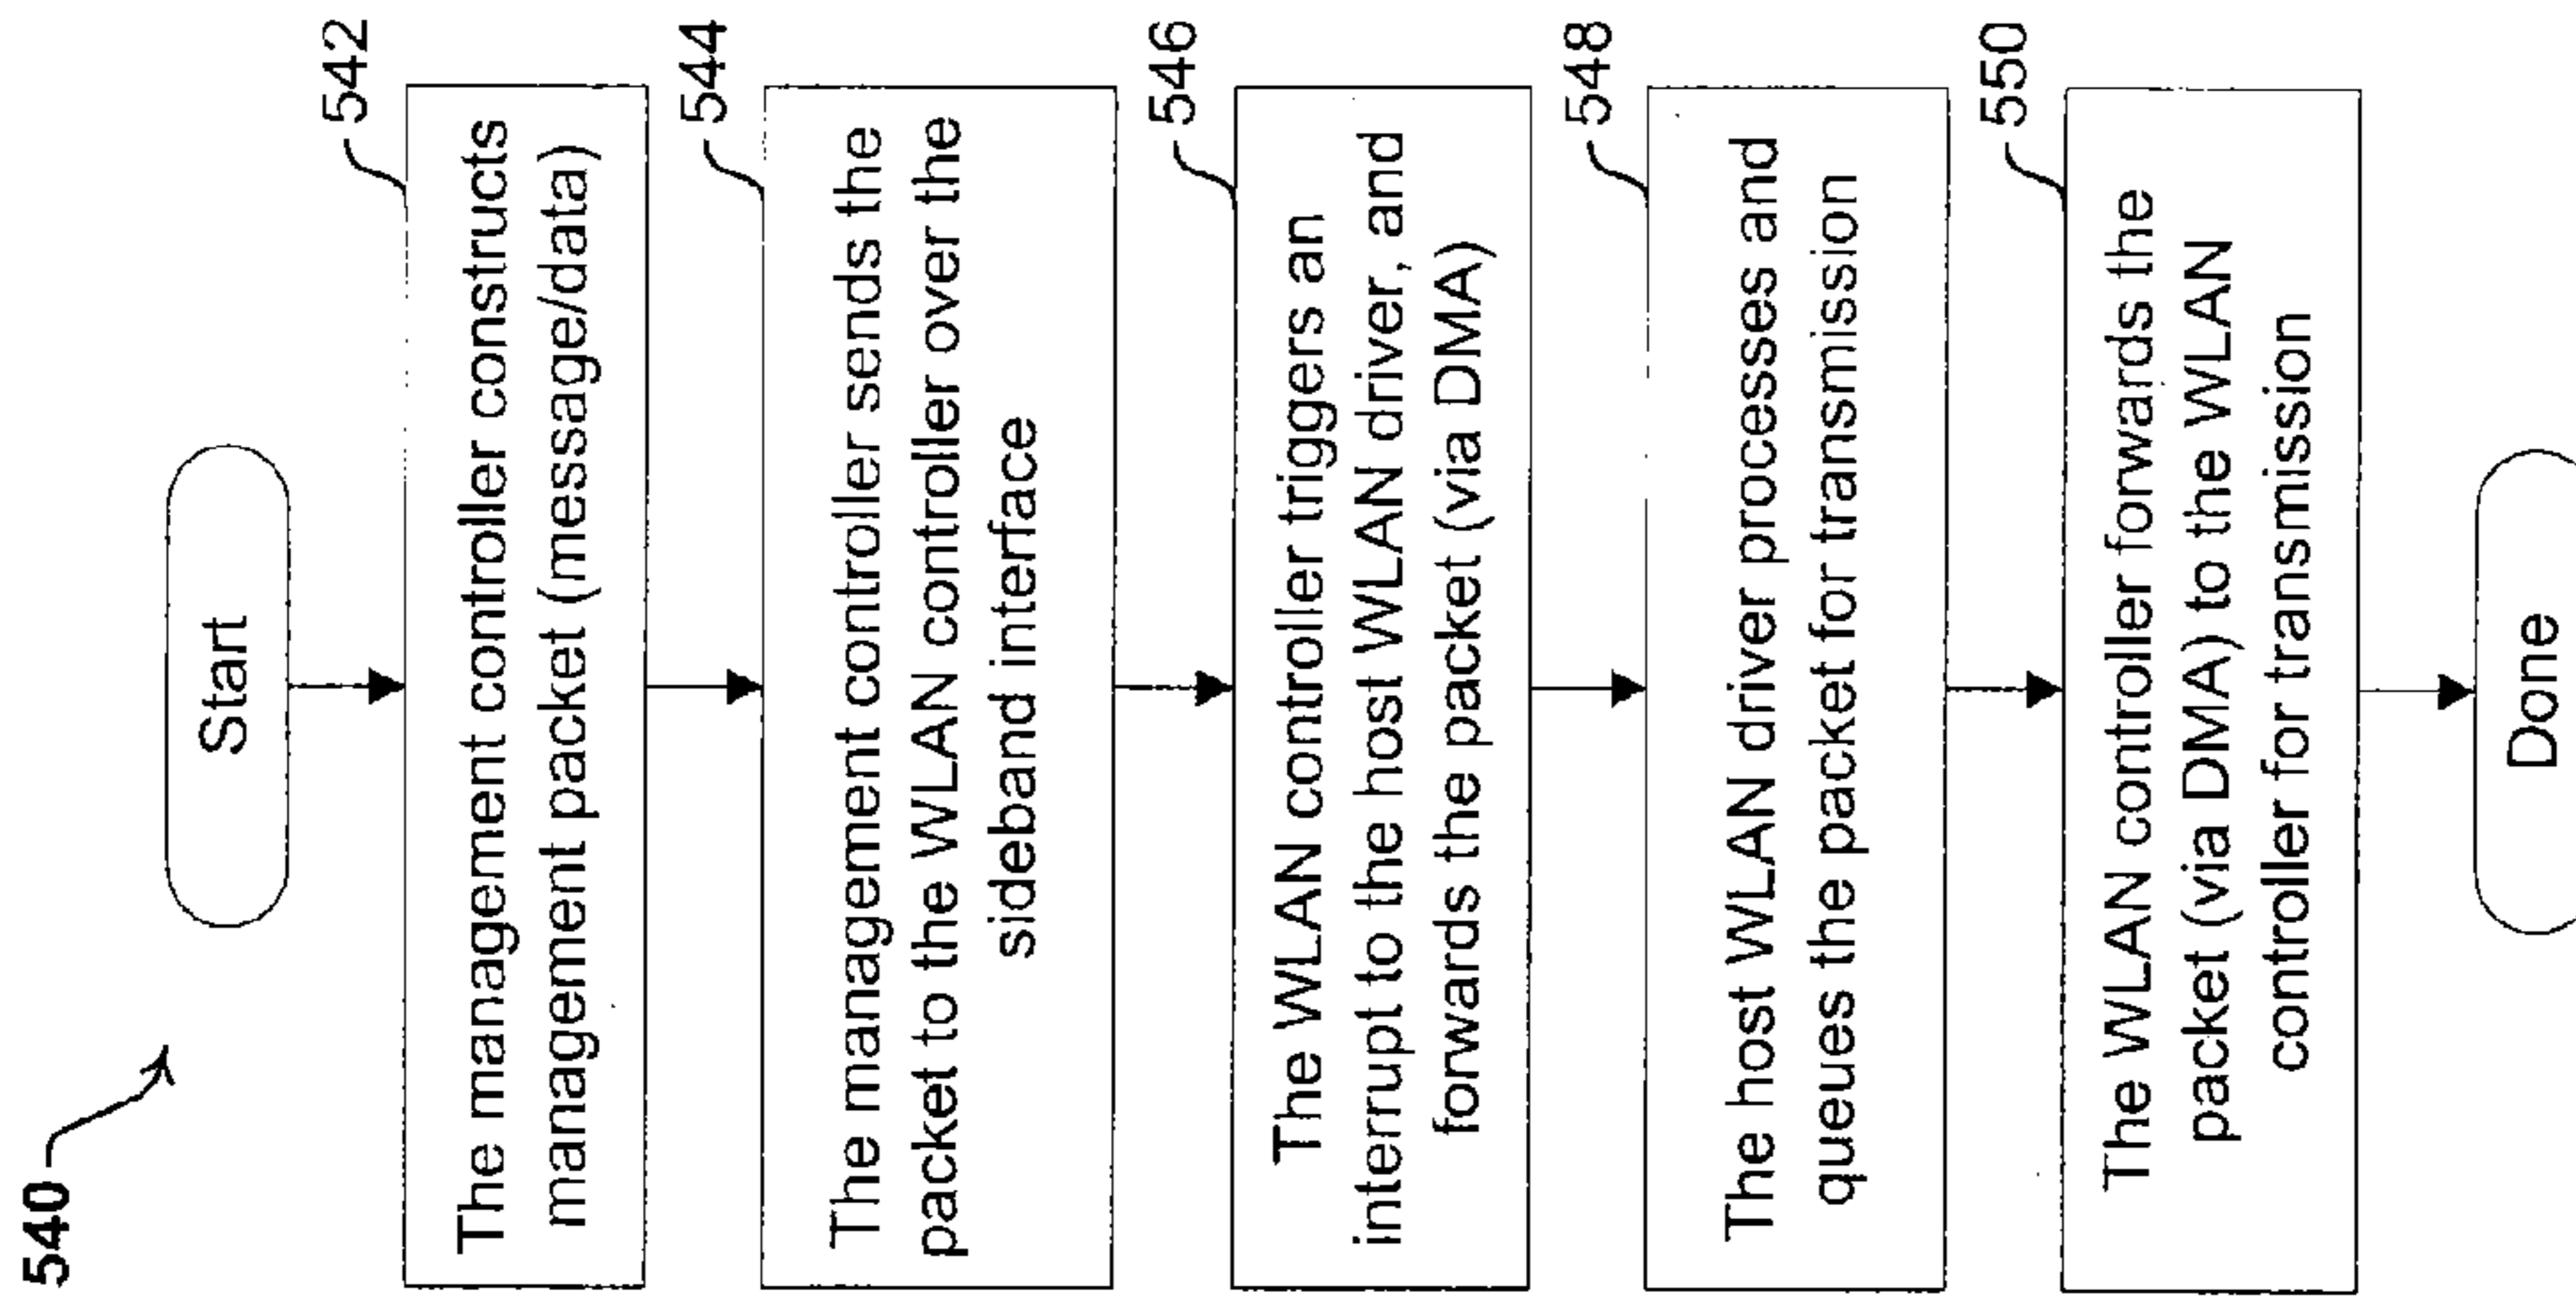 540
Start
542
The management controller constructs
management packet (message/data)
544
The management controller sends the
packet to the WLAN controller over the
sideband interface
546
The WLAN controller triggers an
interrupt to the host WLAN driver, and
forwards the packet (via DMA)
548
The host WLAN driver processes and
queues the packet for transmission
550
The WLAN controller forwards the
packet (via DMA) to the WLAN
controller for transmission
Done